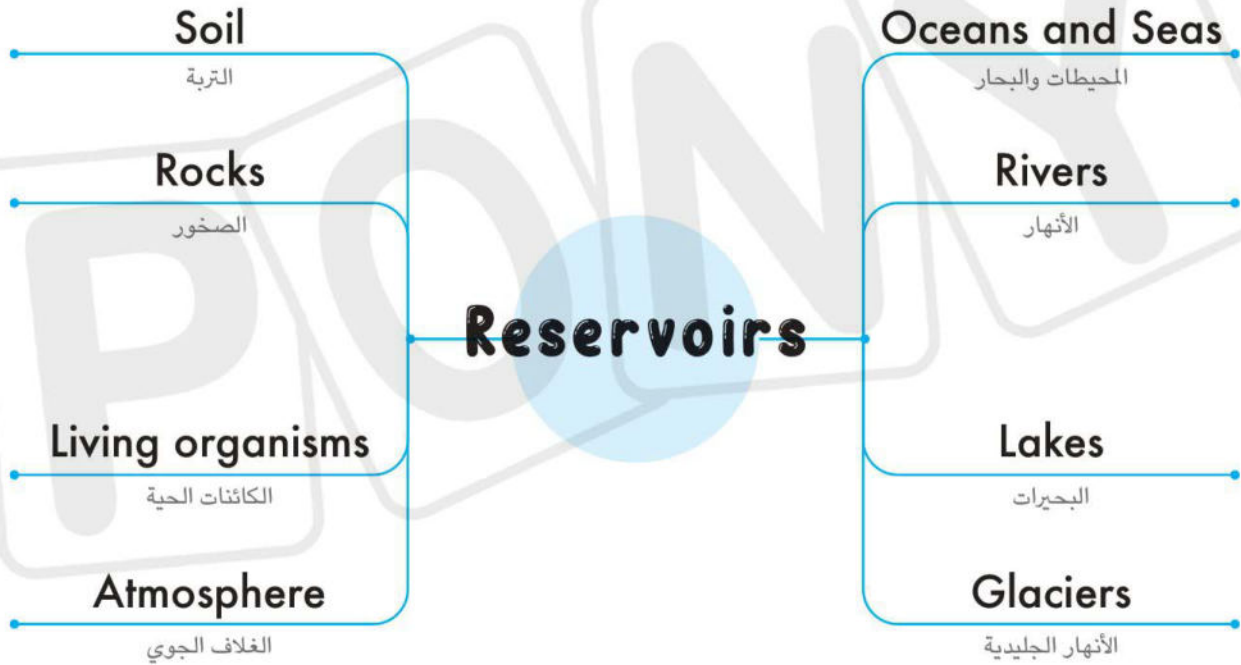 Soil
التربة
Rocks
الصخور
Living organisms
الكائنات الحية
Atmosphere
الغلاف الجوي
Reservoirs
Oceans and Seas
المحيطات والبحار
Rivers
الأنهار
Lakes
البحيرات
Glaciers
الأنهار الجليدية
PONY